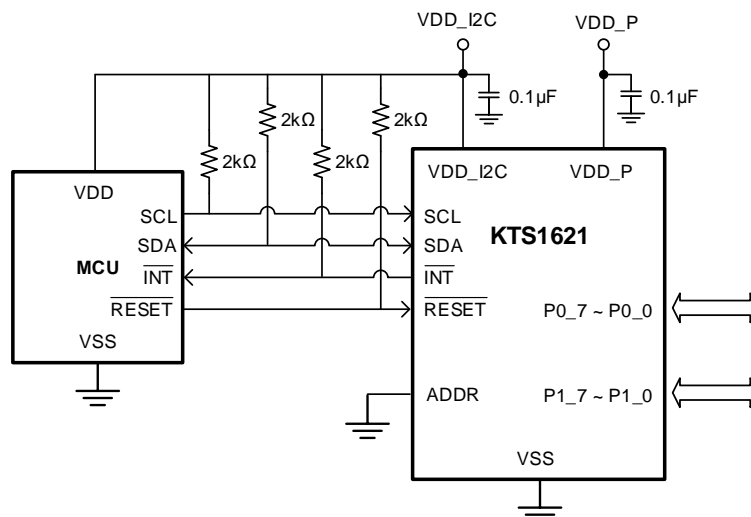 VDD_I2C
VDD_P
0.1µF
0.1µF
2kΩ
2kΩ
2kΩ
2kΩ
VDD
SCL
SDA
MCU
INT
RESET
VSS
VDD_I2C
VDD_P
SCL
KTS1621
SDA
INT
RESET
P0_7 ~ P0_0
ADDR
P1_7 ~ P1_0
VSS